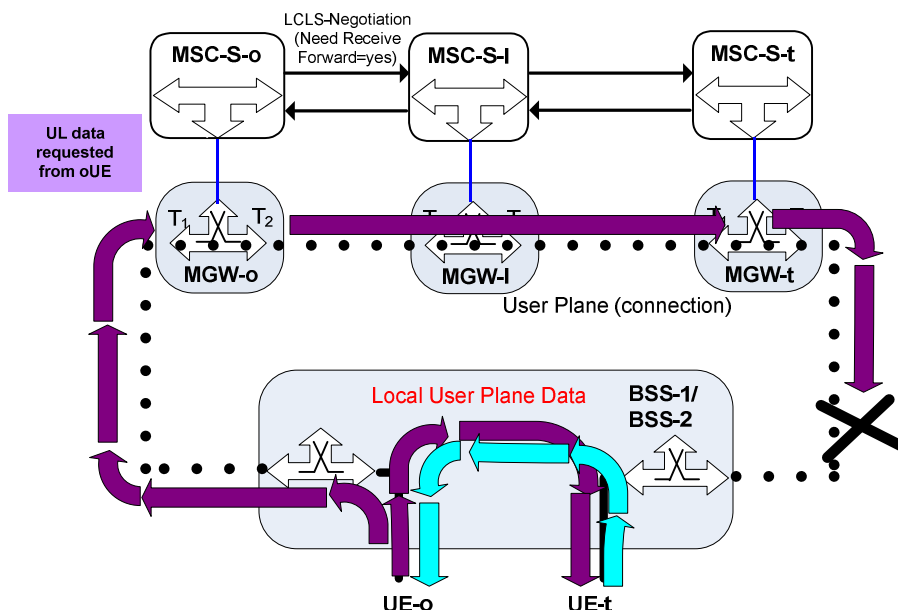 LCLS-Negotiation
(Need Receive
Forward=yes)
MSC-S-o
MSC-S-I
MSC-S-t
UL data
requested
from oUE
T1
T2
T
T
MGW-o
MGW-I
MGW-t
User Plane (connection)
Local User Plane Data
BSS-1/
BSS-2
UE-o
UE-t